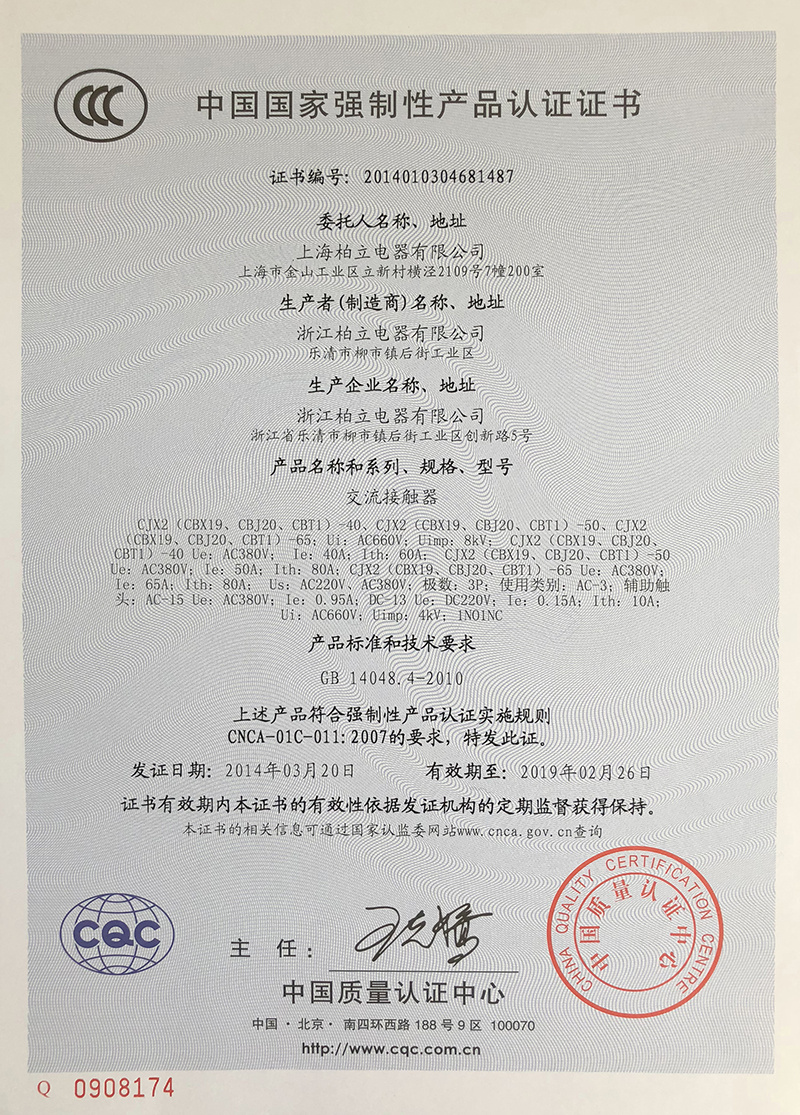 CCC
中国国家强制性产品认证证书
证书编号: 2014010304681487
委托人名称、地址
上海柏立电器有限公司
上海市金山工业区立新村横泾2109号7幢200室
生产者(制造商)名称、地址
浙江柏立电器有限公司
乐清市柳市镇后街工业区
生产企业名称、地址
浙江柏立电器有限公司
浙江省乐清市柳市镇后街工业区创新路5号
产品名称和系列、规格、型号
交流接触器
CJX2（CBX19、CBJ20、CBT1）-40、CJX2（CBX19、CBJ20、CBT1）-50、CJX2
（CBX19、CBJ20、CBT1）-65; Ui: AC660V; Uimp: 8kV; CJX2（CBX19、CBJ20、
CBT1）-40 Ue: AC380V; Ie: 40A; Ith: 60A; CJX2（CBX19、CBJ20、CBT1）-50
Ue: AC380V; Ie: 50A; Ith: 80A; CJX2（CBX19、CBJ20、CBT1）-65 Ue: AC380V;
Ie: 65A; Ith: 80A; Us: AC220V、AC380V; 极数: 3P; 使用类别: AC-3; 辅助触
头: AC-15 Ue: AC380V; Ie: 0.95A; DC-13 Ue: DC220V; Ie: 0.15A; Ith: 10A;
Ui: AC660V; Uimp: 4kV; 1NO1NC
产品标准和技术要求
GB 14048.4-2010
上述产品符合强制性产品认证实施规则
CNCA-01C-011:2007的要求，特发此证。
发证日期: 2014年03月20日 有效期至: 2019年02月26日
证书有效期内本证书的有效性依据发证机构的定期监督获得保持。
本证书的相关信息可通过国家认监委网站www.cnca.gov.cn查询
CQC
主 任：
CHINA QUALITY CERTIFICATION CENTRE
中国质量认证中心
中国质量认证中心
中国・北京・南四环西路 188 号 9 区 100070
http://www.cqc.com.cn
Q 0908174